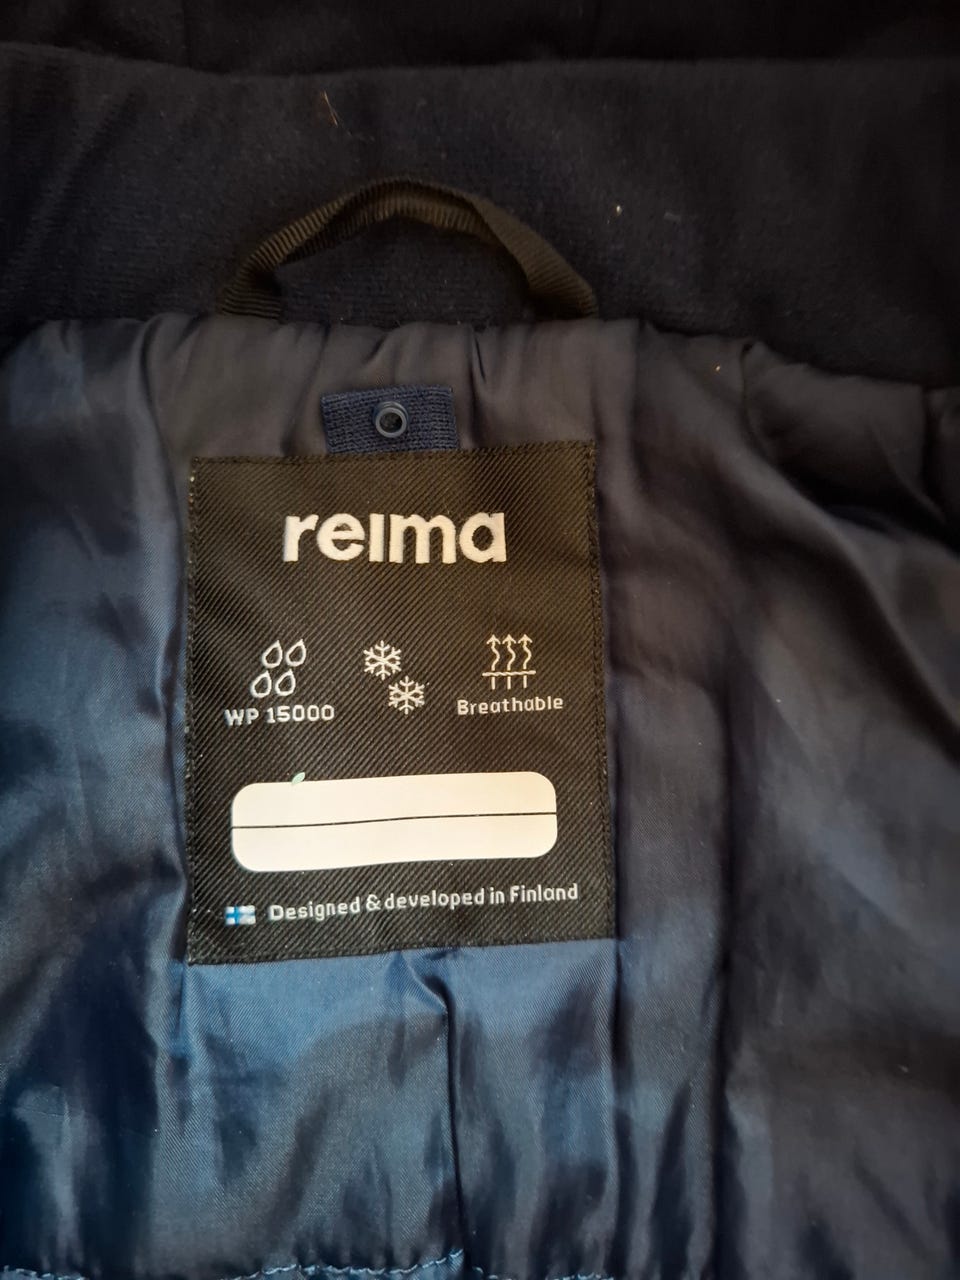 reima
WP 15000
Breathable
Designed & developed in Finland